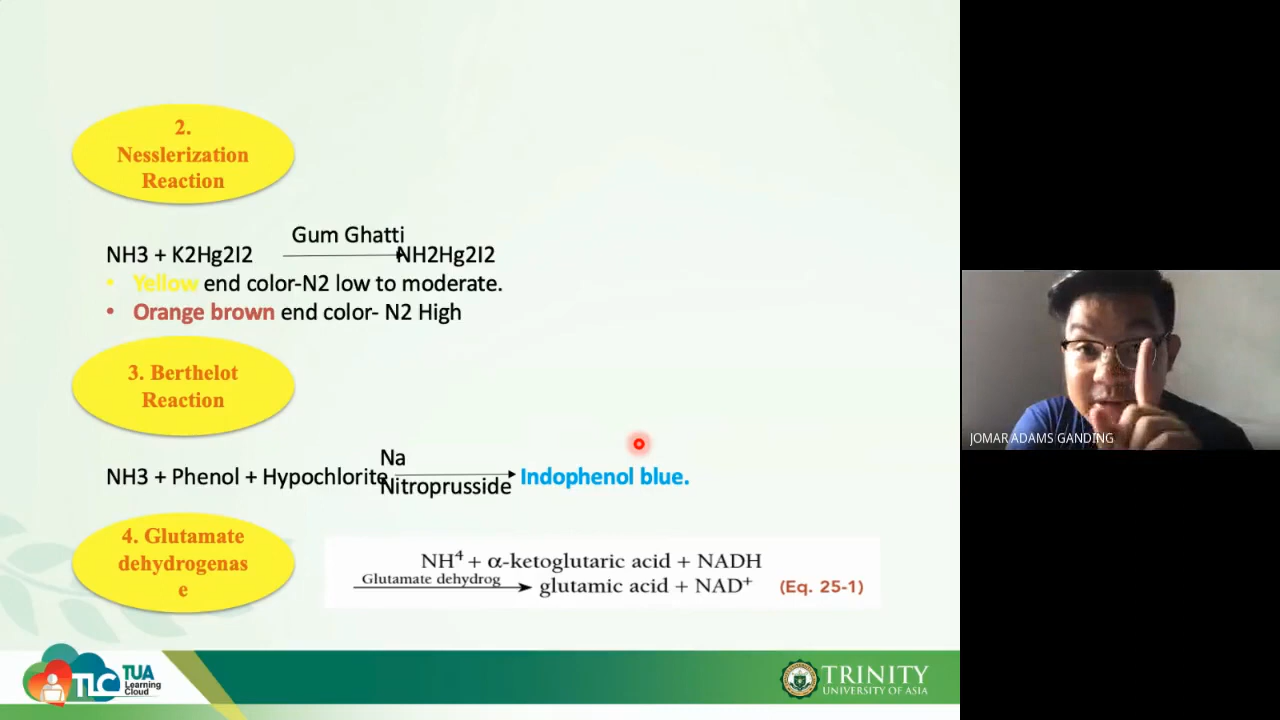 2.
Nesslerization
Reaction
Gum Ghatti
NH3 + K2Hg2I2 NH2Hg2I2
• Yellow end color-N2 low to moderate.
• Orange brown end color- N2 High
3. Berthelot
Reaction
Na
NH3 + Phenol + Hypochlorite Indophenol blue.
Nitroprusside
4. Glutamate
dehydrogenas
e
NH⁴ + α-ketoglutaric acid + NADH
Glutamate dehydrog
glutamic acid + NAD⁺ (Eq. 25-1)
JOMAR ADAMS GANDING
TLC TUA
Learning
Cloud
TRINITY
UNIVERSITY OF ASIA